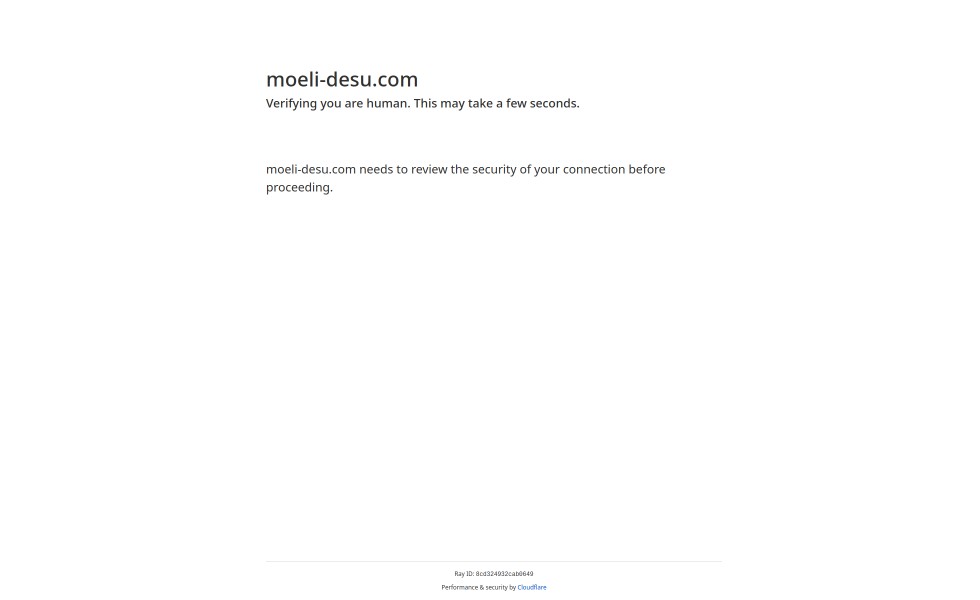 moeli-desu.com
Verifying you are human. This may take a few seconds.
moeli-desu.com needs to review the security of your connection before
proceeding.
Ray ID: 8cd324932cab0649
Performance & security by Cloudflare